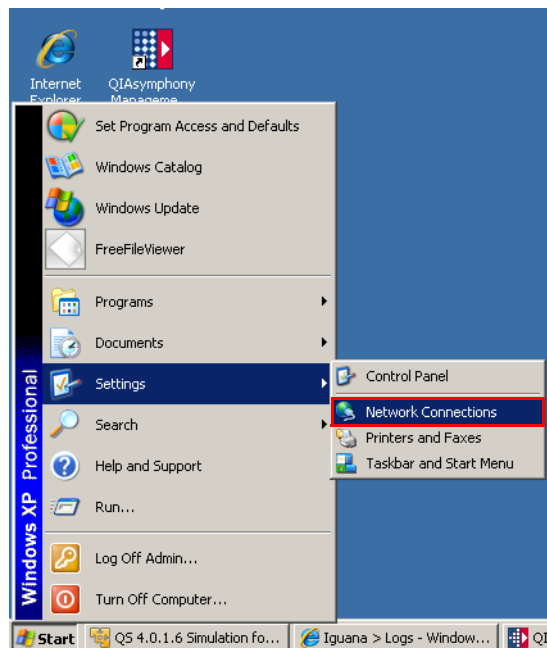 Internet
Explorer
QIAsymphony
Manageme...
Set Program Access and Defaults
Windows Catalog
Windows Update
FreeFileViewer
Programs
Documents
Settings
Search
Help and Support
Run...
Log Off Admin...
Turn Off Computer...
Windows XP Professional
Control Panel
Network Connections
Printers and Faxes
Taskbar and Start Menu
Start
QS 4.0.1.6 Simulation fo...
Iguana > Logs - Window...
QI